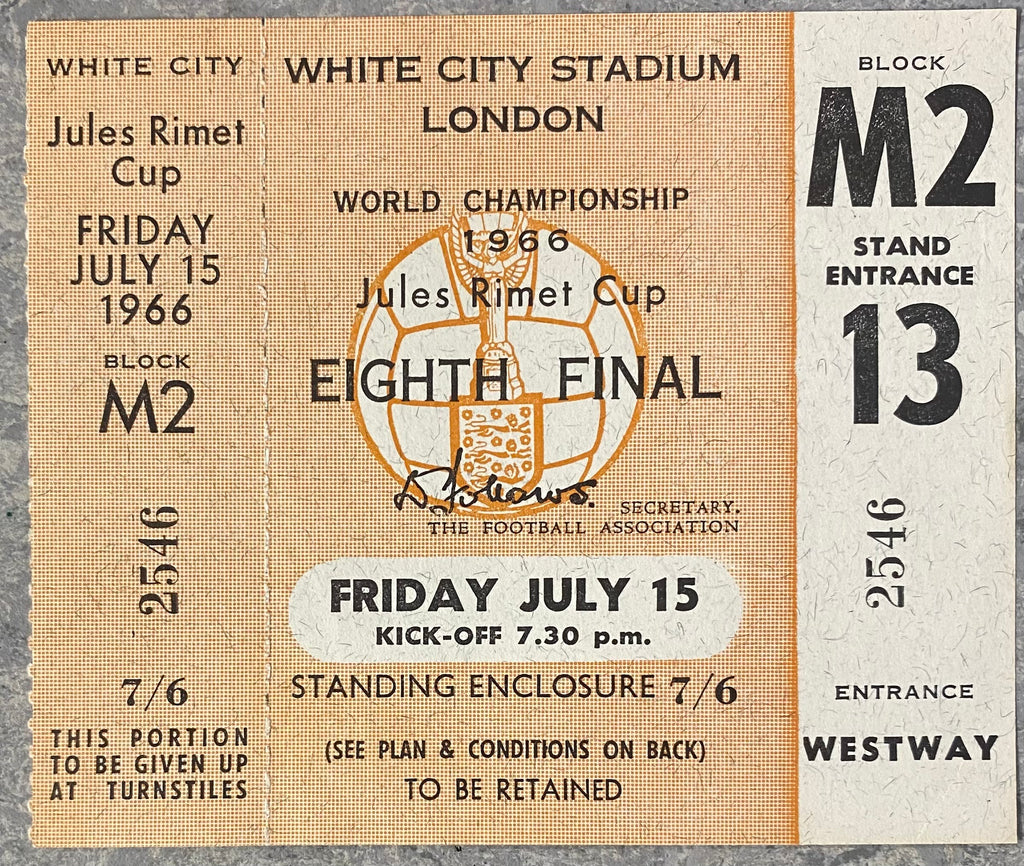 WHITE CITY
Jules Rimet
Cup
FRIDAY
JULY 15
1966
BLOCK
M2
2546
7/6
THIS PORTION
TO BE GIVEN UP
AT TURNSTILES
WHITE CITY STADIUM
LONDON
WORLD CHAMPIONSHIP
1966
Jules Rimet Cup
EIGHTH FINAL
D Follows.
SECRETARY.
THE FOOTBALL ASSOCIATION
FRIDAY JULY 15
KICK-OFF 7.30 p.m.
STANDING ENCLOSURE 7/6
(SEE PLAN & CONDITIONS ON BACK)
TO BE RETAINED
BLOCK
M2
STAND
ENTRANCE
13
2546
ENTRANCE
WESTWAY